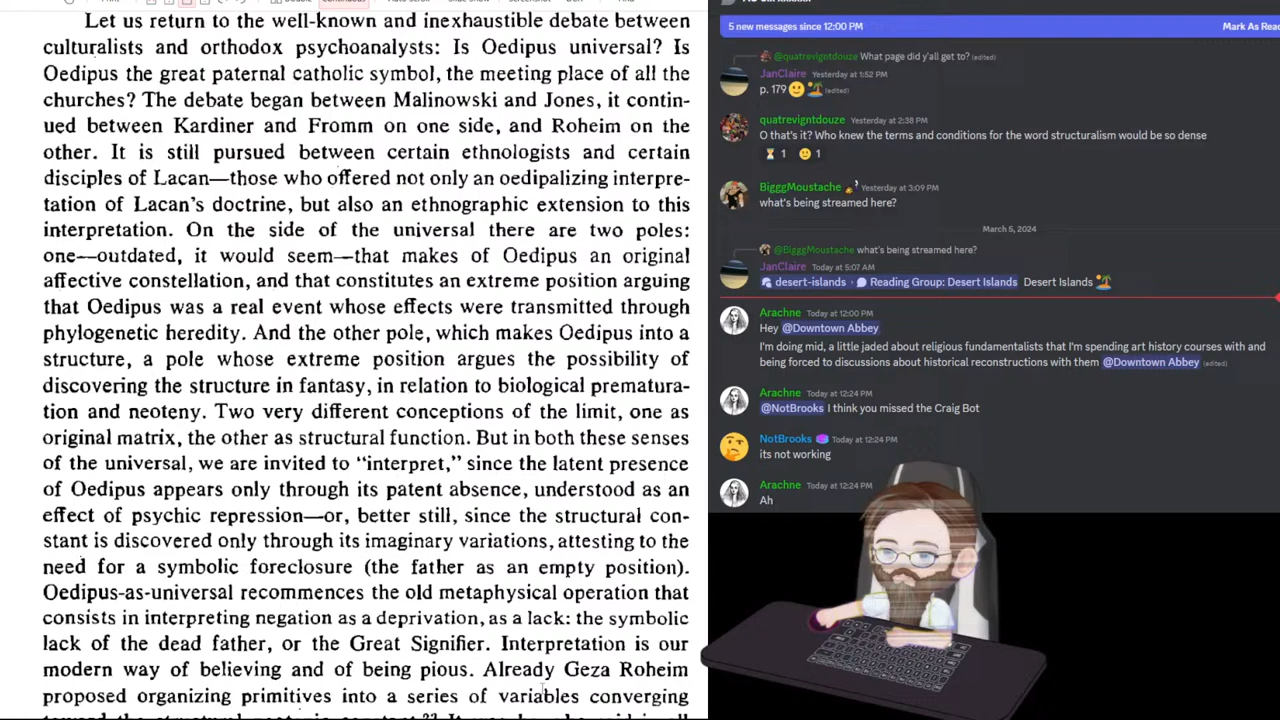 Let us return to the well-known and inexhaustible debate between
culturalists and orthodox psychoanalysts: Is Oedipus universal? Is
Oedipus the great paternal catholic symbol, the meeting place of all the
churches? The debate began between Malinowski and Jones, it contin-
ued between Kardiner and Fromm on one side, and Roheim on the
other. It is still pursued between certain ethnologists and certain
disciples of Lacan—those who offered not only an oedipalizing interpre-
tation of Lacan's doctrine, but also an ethnographic extension to this
interpretation. On the side of the universal there are two poles:
one—outdated, it would seem—that makes of Oedipus an original
affective constellation, and that constitutes an extreme position arguing
that Oedipus was a real event whose effects were transmitted through
phylogenetic heredity. And the other pole, which makes Oedipus into a
structure, a pole whose extreme position argues the possibility of
discovering the structure in fantasy, in relation to biological prematura-
tion and neoteny. Two very different conceptions of the limit, one as
original matrix, the other as structural function. But in both these senses
of the universal, we are invited to "interpret," since the latent presence
of Oedipus appears only through its patent absence, understood as an
effect of psychic repression—or, better still, since the structural con-
stant is discovered only through its imaginary variations, attesting to the
need for a symbolic foreclosure (the father as an empty position).
Oedipus-as-universal recommences the old metaphysical operation that
consists in interpreting negation as a deprivation, as a lack: the symbolic
lack of the dead father, or the Great Signifier. Interpretation is our
modern way of believing and of being pious. Already Geza Roheim
proposed organizing primitives into a series of variables converging
5 new messages since 12:00 PM Mark As Read
@quatrevigntdouze What page did y'all get to? (edited)
JanClaire Yesterday at 1:52 PM
p. 179 🙂🏝️ (edited)
quatrevigntdouze Yesterday at 2:38 PM
O that's it? Who knew the terms and conditions for the word structuralism would be so dense
⏳ 1 🙂 1
BigggMoustache Yesterday at 3:09 PM
what's being streamed here?
March 5, 2024
@BigggMoustache what's being streamed here?
JanClaire Today at 5:07 AM
desert-islands › Reading Group: Desert Islands Desert Islands 🏝️
Arachne Today at 12:00 PM
Hey @Downtown Abbey
I'm doing mid, a little jaded about religious fundamentalists that I'm spending art history courses with and
being forced to discussions about historical reconstructions with them @Downtown Abbey (edited)
Arachne Today at 12:24 PM
@NotBrooks I think you missed the Craig Bot
NotBrooks Today at 12:24 PM
its not working
Arachne Today at 12:24 PM
Ah